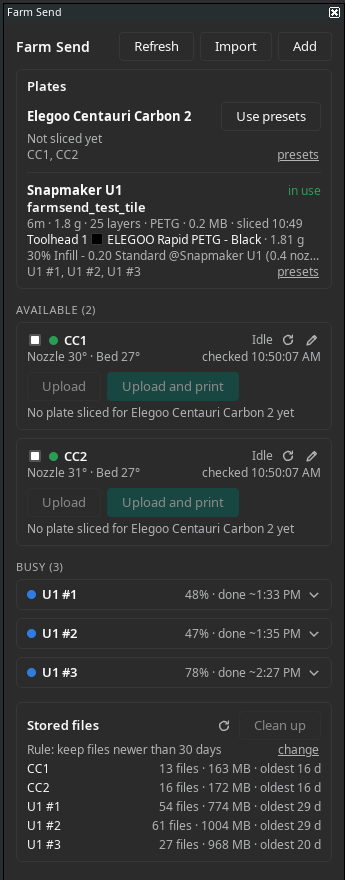 Farm Send
Farm Send Refresh Import Add
Plates
Elegoo Centauri Carbon 2 Use presets
Not sliced yet
CC1, CC2 presets
Snapmaker U1 in use
farmsend_test_tile
6m · 1.8 g · 25 layers · PETG · 0.2 MB · sliced 10:49
Toolhead 1 ELEGOO Rapid PETG - Black · 1.81 g
30% Infill - 0.20 Standard @Snapmaker U1 (0.4 noz...
U1 #1, U1 #2, U1 #3 presets
AVAILABLE (2)
CC1 Idle
Nozzle 30° · Bed 27° checked 10:50:07 AM
Upload Upload and print
No plate sliced for Elegoo Centauri Carbon 2 yet
CC2 Idle
Nozzle 31° · Bed 27° checked 10:50:07 AM
Upload Upload and print
No plate sliced for Elegoo Centauri Carbon 2 yet
BUSY (3)
U1 #1 48% · done ~1:33 PM
U1 #2 47% · done ~1:35 PM
U1 #3 78% · done ~2:27 PM
Stored files Clean up
Rule: keep files newer than 30 days change
CC1 13 files · 163 MB · oldest 16 d
CC2 16 files · 172 MB · oldest 16 d
U1 #1 54 files · 774 MB · oldest 29 d
U1 #2 61 files · 1004 MB · oldest 29 d
U1 #3 27 files · 968 MB · oldest 20 d